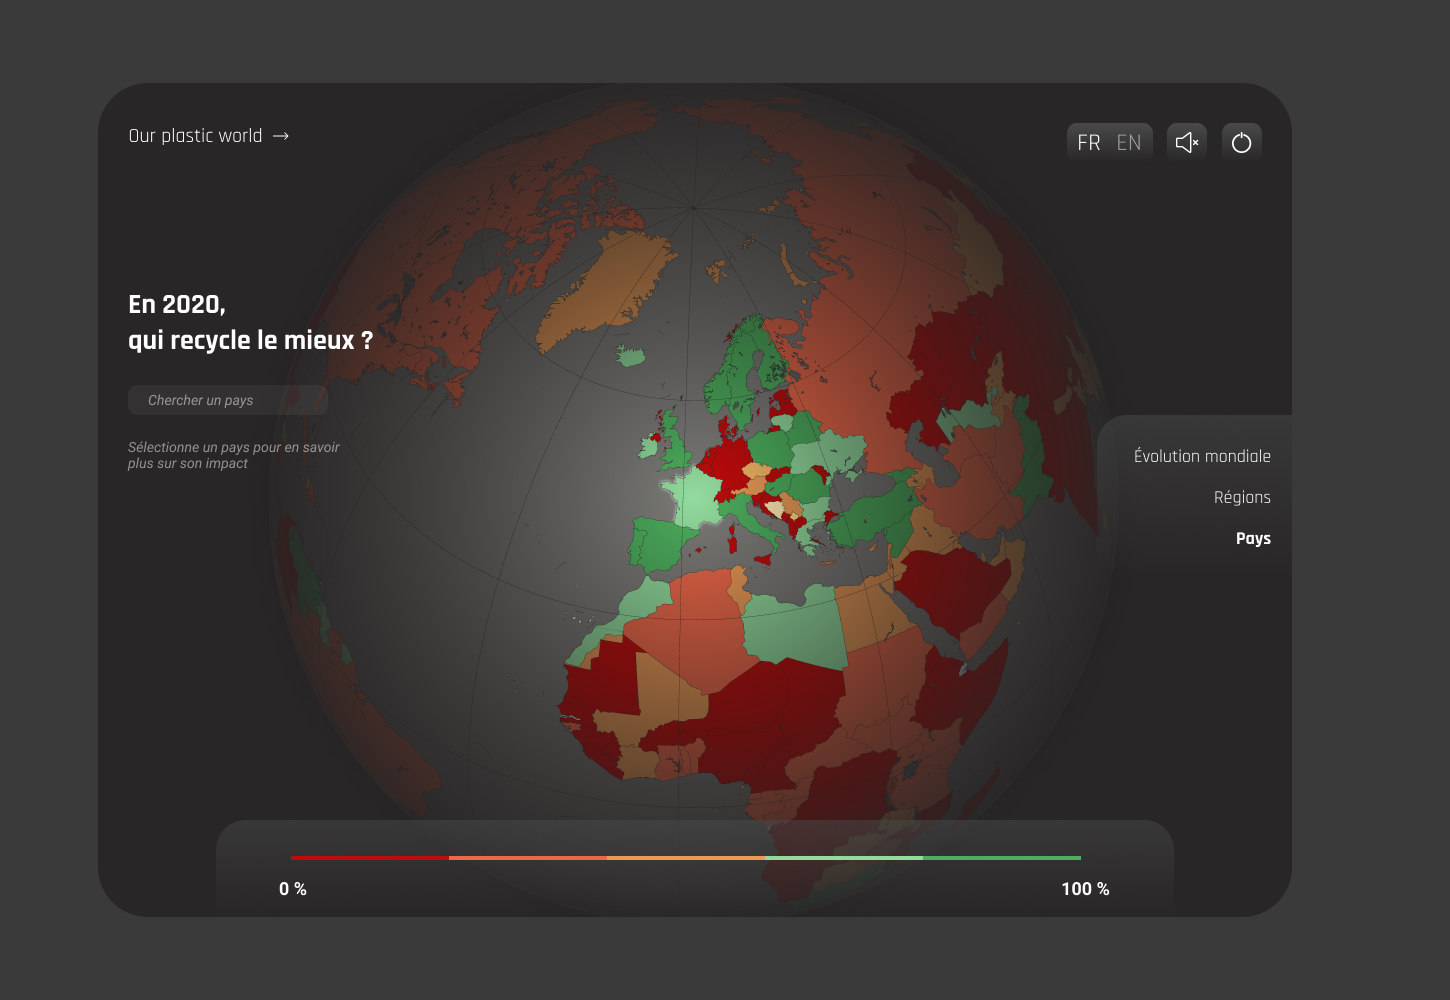 Our plastic world →
FR EN
En 2020,
qui recycle le mieux ?
Chercher un pays
Sélectionne un pays pour en savoir
plus sur son impact
Évolution mondiale
Régions
Pays
0 %
100 %